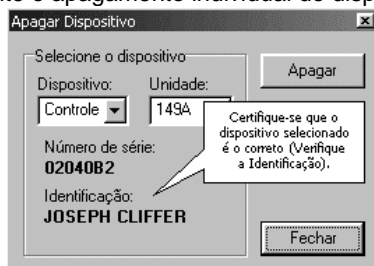 e apagamento individual de disp
Apagar Dispositivo
Selecione o dispositivo
Dispositivo: Unidade:
Controle 149A
Apagar
Certifique-se que o
dispositivo selecionado
é o correto (Verifique
a Identificação).
Número de série:
02040B2
Identificação:
JOSEPH CLIFFER
Fechar